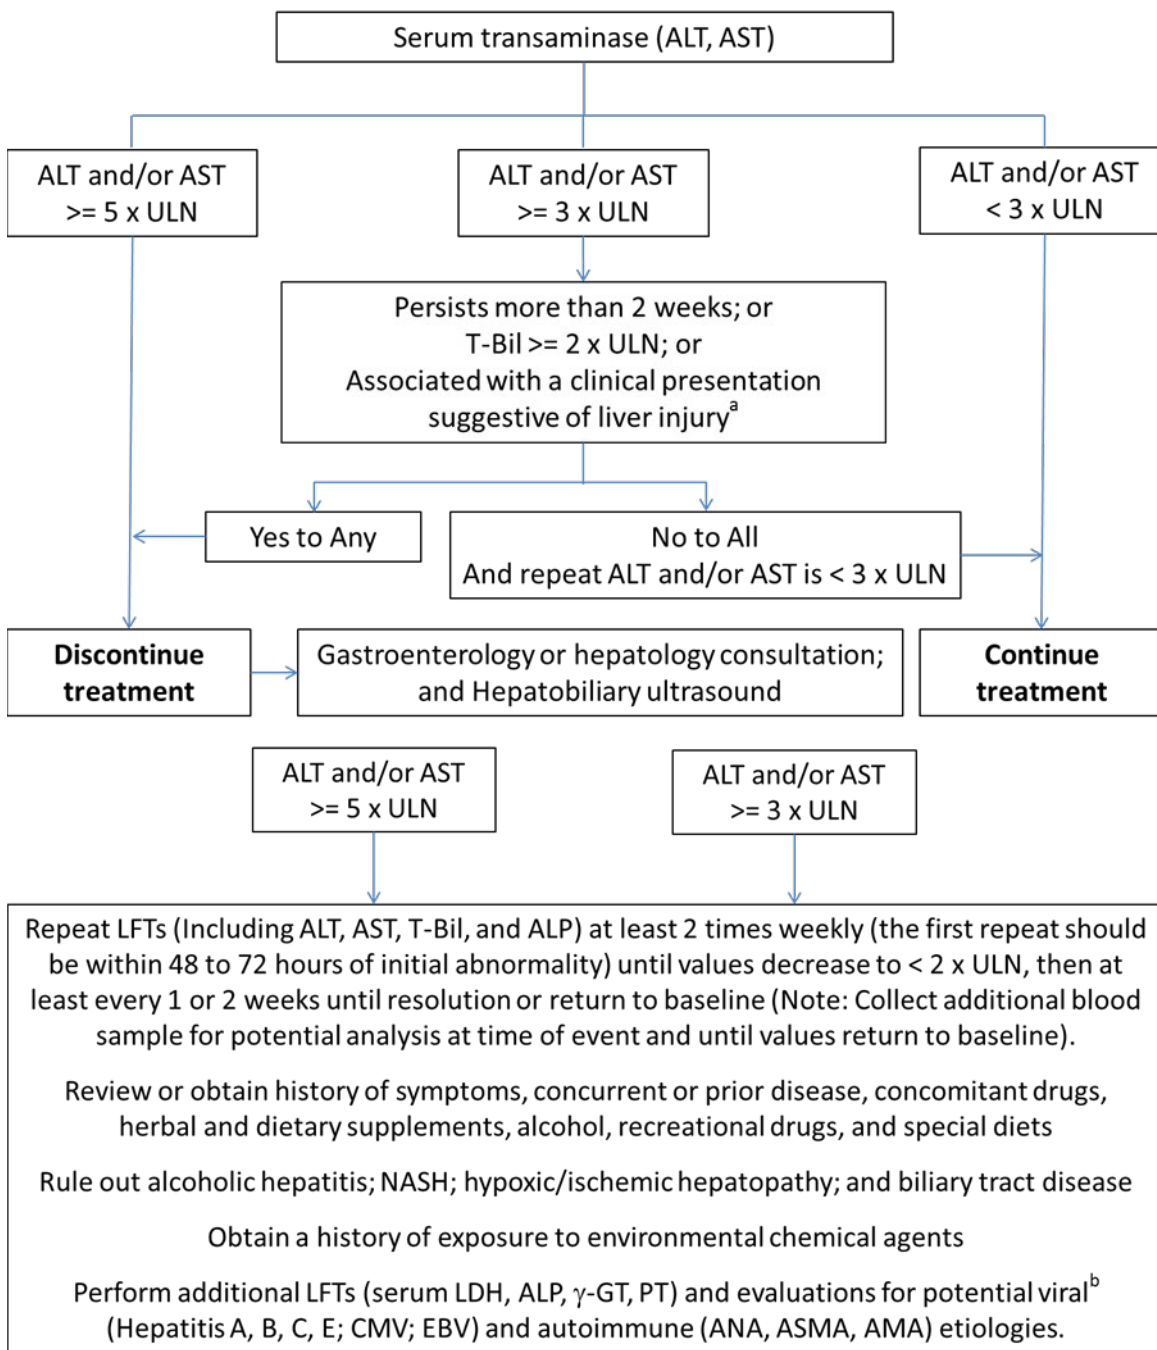 Serum transaminase (ALT, AST)
ALT and/or AST
>= 5 x ULN
ALT and/or AST
>= 3 x ULN
ALT and/or AST
< 3 x ULN
Persists more than 2 weeks; or
T-Bil >= 2 x ULN; or
Associated with a clinical presentation
suggestive of liver injury^a
Yes to Any
No to All
And repeat ALT and/or AST is < 3 x ULN
Discontinue
treatment
Gastroenterology or hepatology consultation;
and Hepatobiliary ultrasound
Continue
treatment
ALT and/or AST
>= 5 x ULN
ALT and/or AST
>= 3 x ULN
Repeat LFTs (Including ALT, AST, T-Bil, and ALP) at least 2 times weekly (the first repeat should
be within 48 to 72 hours of initial abnormality) until values decrease to < 2 x ULN, then at
least every 1 or 2 weeks until resolution or return to baseline (Note: Collect additional blood
sample for potential analysis at time of event and until values return to baseline).
Review or obtain history of symptoms, concurrent or prior disease, concomitant drugs,
herbal and dietary supplements, alcohol, recreational drugs, and special diets
Rule out alcoholic hepatitis; NASH; hypoxic/ischemic hepatopathy; and biliary tract disease
Obtain a history of exposure to environmental chemical agents
Perform additional LFTs (serum LDH, ALP, γ-GT, PT) and evaluations for potential viral^b
(Hepatitis A, B, C, E; CMV; EBV) and autoimmune (ANA, ASMA, AMA) etiologies.